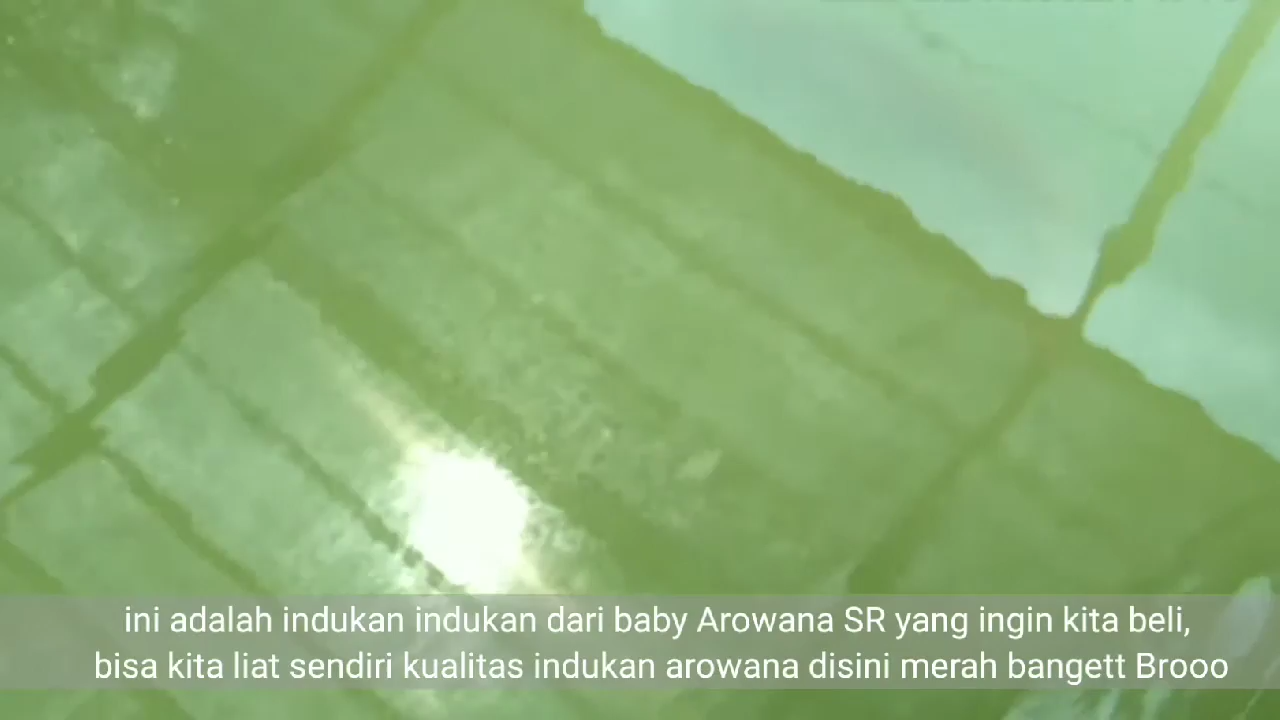 ini adalah indukan indukan dari baby Arowana SR yang ingin kita beli,
bisa kita liat sendiri kualitas indukan arowana disini merah bangett Brooo